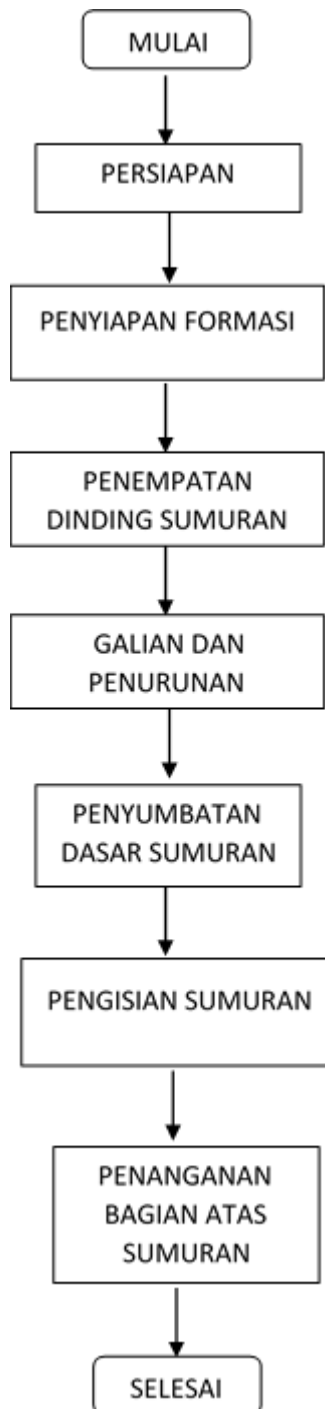 MULAI
PERSIAPAN
PENYIAPAN FORMASI
PENEMPATAN
DINDING SUMURAN
GALIAN DAN
PENURUNAN
PENYUMBATAN
DASAR SUMURAN
PENGISIAN SUMURAN
PENANGANAN
BAGIAN ATAS
SUMURAN
SELESAI